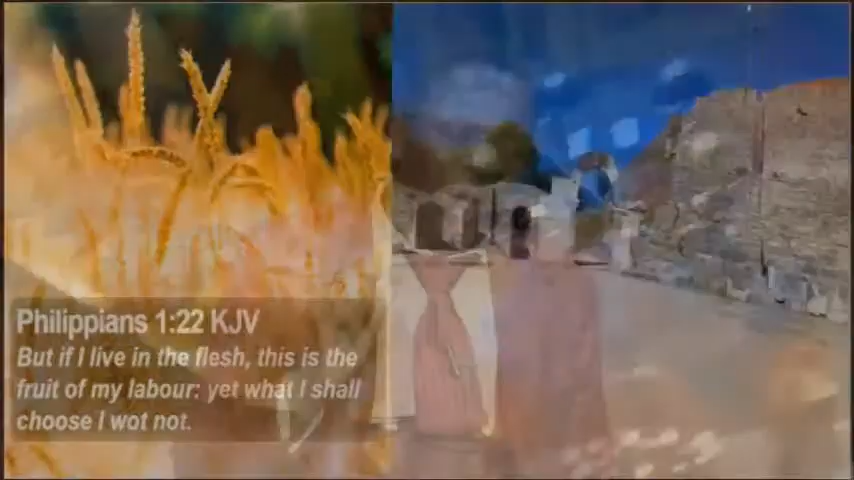 Philippians 1:22 KJV
But if I live in the flesh, this is the
fruit of my labour: yet what I shall
choose I wot not.